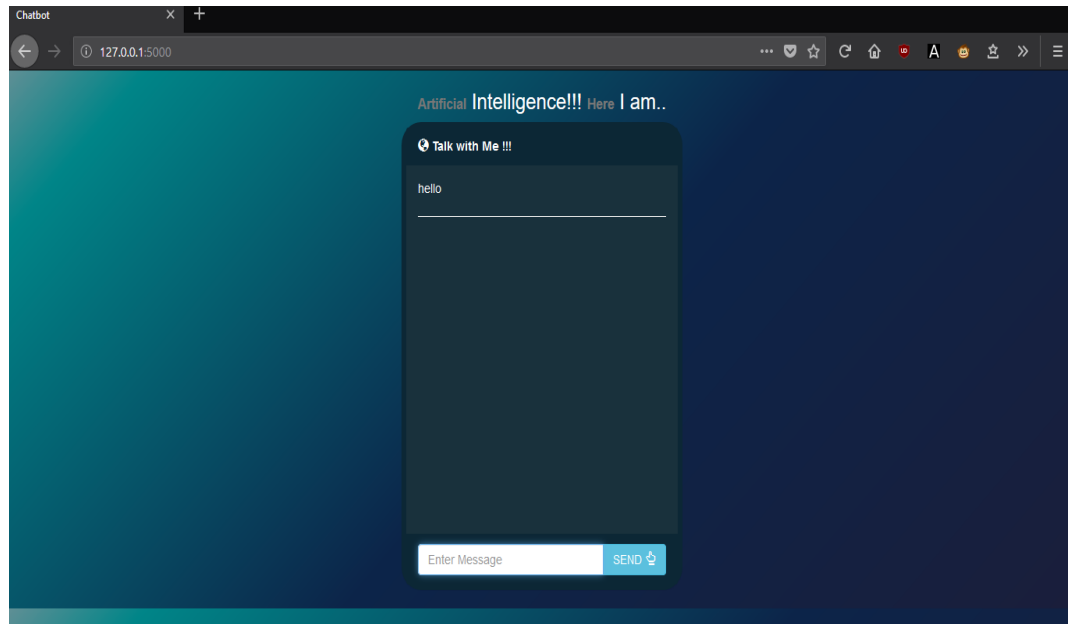 Chatbot
127.0.0.1:5000
Artificial Intelligence!!! Here I am..
Talk with Me !!!
hello
Enter Message
SEND